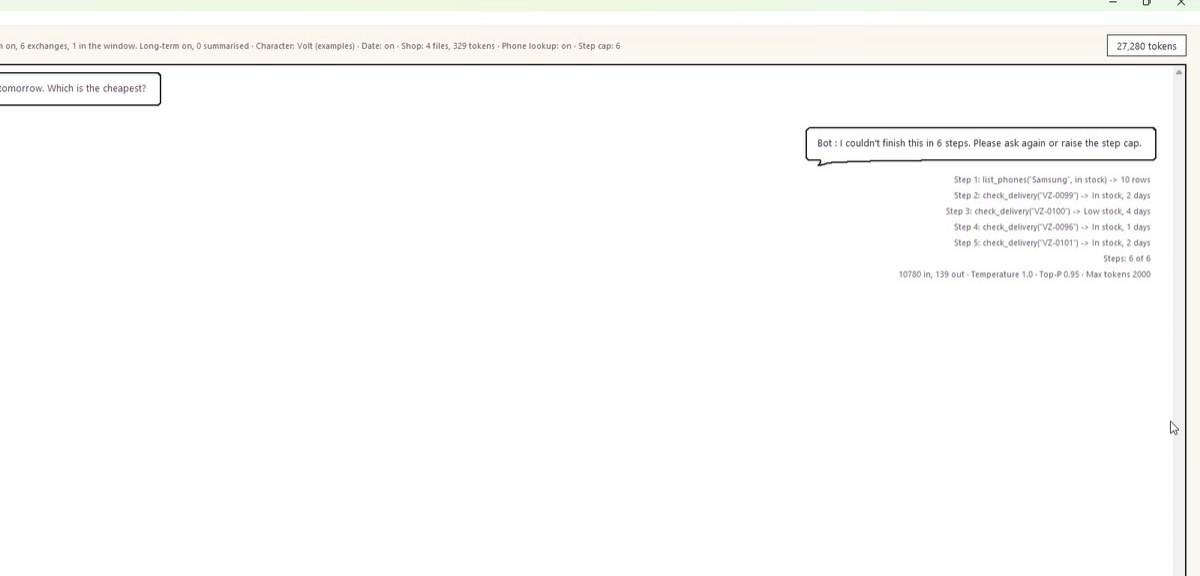 on, 6 exchanges, 1 in the window. Long-term on, 0 summarised · Character: Volt (examples) · Date: on · Shop: 4 files, 329 tokens · Phone lookup: on · Step cap: 6
27,280 tokens
tomorrow. Which is the cheapest?
Bot : I couldn't finish this in 6 steps. Please ask again or raise the step cap.
Step 1: list_phones('Samsung', in stock) -> 10 rows
Step 2: check_delivery('VZ-0099') -> In stock, 2 days
Step 3: check_delivery('VZ-0100') -> Low stock, 4 days
Step 4: check_delivery('VZ-0096') -> In stock, 1 days
Step 5: check_delivery('VZ-0101') -> In stock, 2 days
Steps: 6 of 6
10780 in, 139 out · Temperature 1.0 · Top-P 0.95 · Max tokens 2000